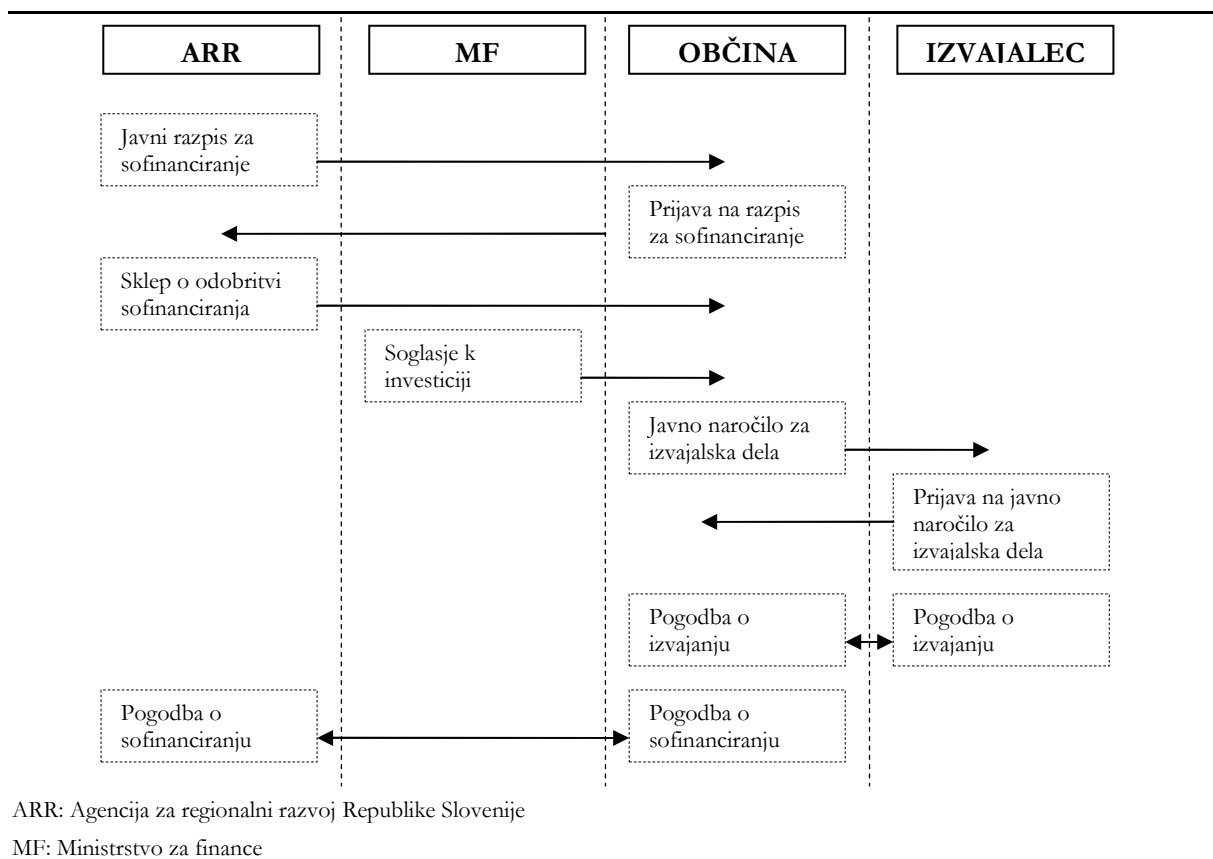 ARR
MF
OBČINA
IZVAJALEC
Javni razpis za
sofinanciranje
Prijava na razpis
za sofinanciranje
Sklep o odobritvi
sofinanciranja
Soglasje k
investiciji
Javno naročilo za
izvajalska dela
Prijava na javno
naročilo za
izvajalska dela
Pogodba o
izvajanju
Pogodba o
izvajanju
Pogodba o
sofinanciranju
Pogodba o
sofinanciranju
ARR: Agencija za regionalni razvoj Republike Slovenije
MF: Ministrstvo za finance